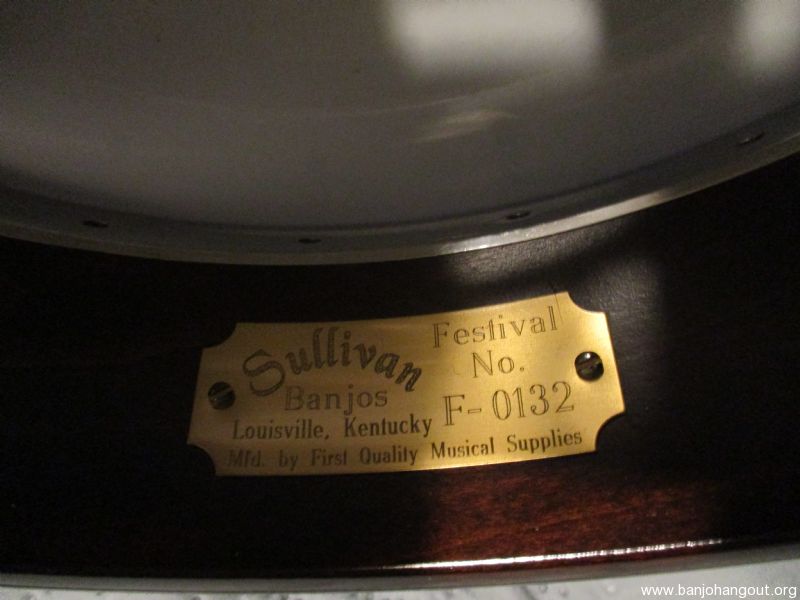 Sullivan
Banjos
Festival
No.
F-0132
Louisville, Kentucky
Mfd. by First Quality Musical Supplies
www.banjohangout.org